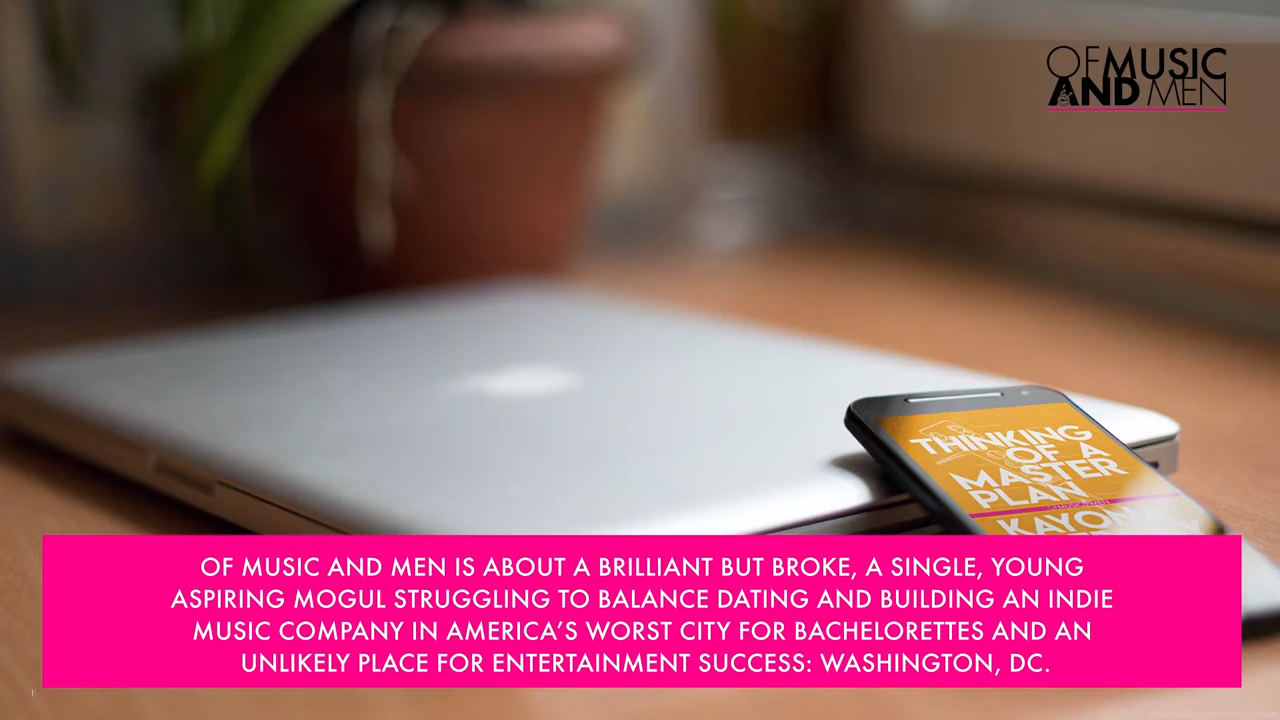 OF MUSIC
AND MEN
THINKING
OF A
MASTER
PLAN
KAYON
OF MUSIC AND MEN IS ABOUT A BRILLIANT BUT BROKE, A SINGLE, YOUNG
ASPIRING MOGUL STRUGGLING TO BALANCE DATING AND BUILDING AN INDIE
MUSIC COMPANY IN AMERICA’S WORST CITY FOR BACHELORETTES AND AN
UNLIKELY PLACE FOR ENTERTAINMENT SUCCESS: WASHINGTON, DC.